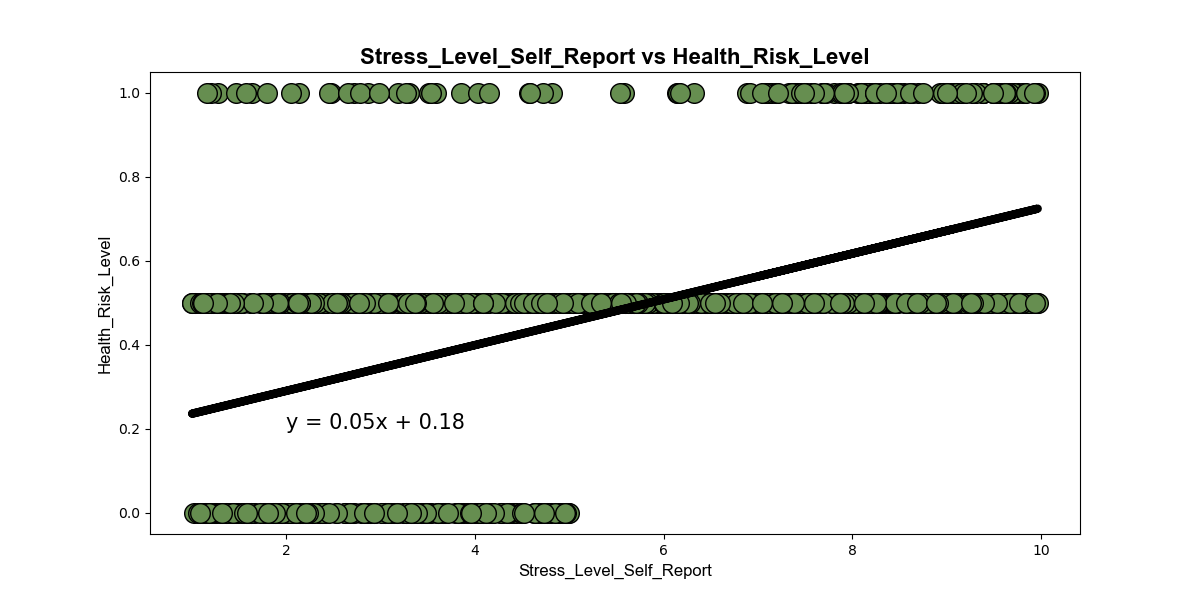 Stress_Level_Self_Report vs Health_Risk_Level
1.0
0.8
0.6
0.4
0.2
0.0
Health_Risk_Level
y = 0.05x + 0.18
2
4
6
8
10
Stress_Level_Self_Report